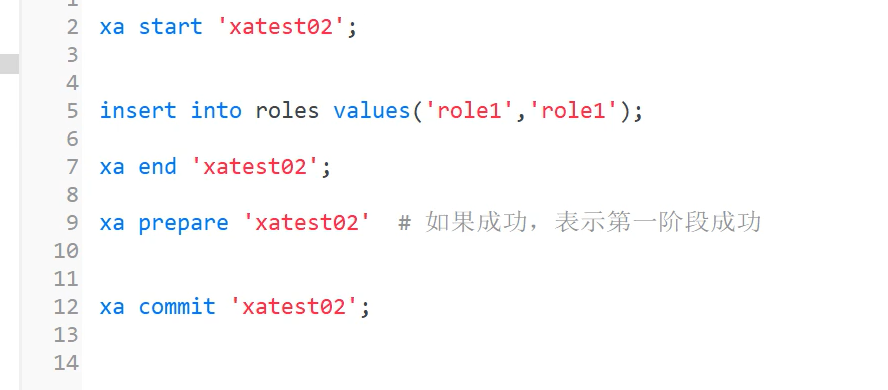 1
2 xa start 'xatest02';
3
4
5 insert into roles values('role1','role1');
6
7 xa end 'xatest02';
8
9 xa prepare 'xatest02'  # 如果成功，表示第一阶段成功
10
11
12 xa commit 'xatest02';
13
14